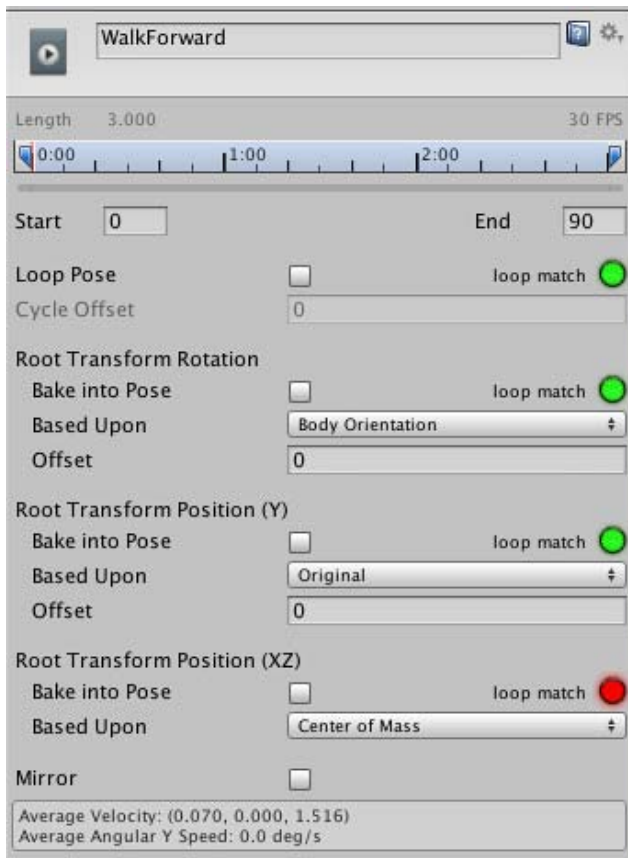 WalkForward
Length 3.000 30 FPS
0:00 1:00 2:00
Start 0 End 90
Loop Pose loop match
Cycle Offset 0
Root Transform Rotation
Bake into Pose loop match
Based Upon Body Orientation
Offset 0
Root Transform Position (Y)
Bake into Pose loop match
Based Upon Original
Offset 0
Root Transform Position (XZ)
Bake into Pose loop match
Based Upon Center of Mass
Mirror
Average Velocity: (0.070, 0.000, 1.516)
Average Angular Y Speed: 0.0 deg/s